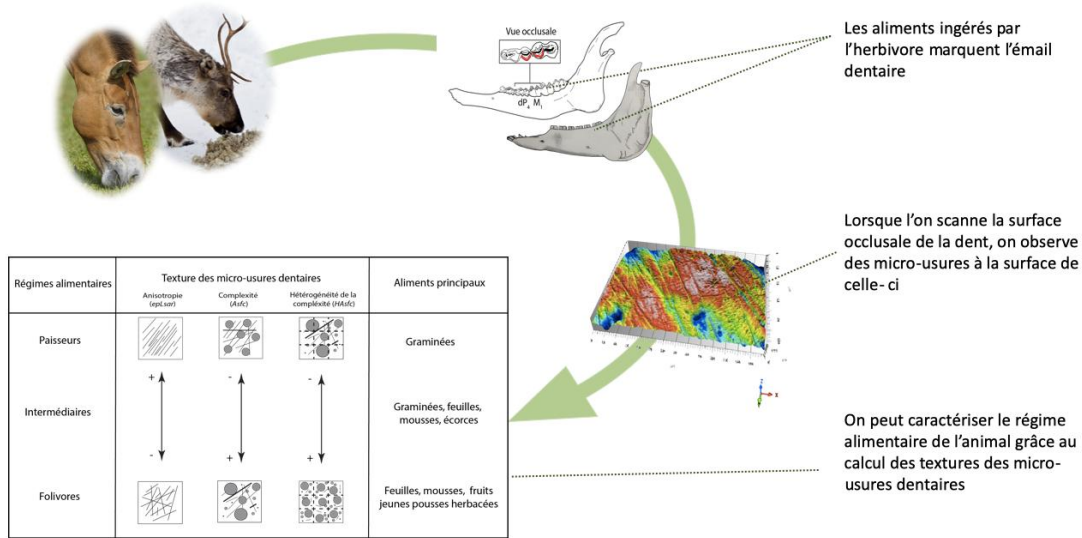 Vue occlusale
dP4 M1
Les aliments ingérés par
l'herbivore marquent l'émail
dentaire
Lorsque l'on scanne la surface
occlusale de la dent, on observe
des micro-usures à la surface de
celle- ci
On peut caractériser le régime
alimentaire de l'animal grâce au
calcul des textures des micro-
usures dentaires
Régimes alimentaires
Texture des micro-usures dentaires
Aliments principaux
Anisotropie
(epLsar)
Complexité
(Asfc)
Hétérogénéité de la
complexité (HAsfc)
Paisseurs
Graminées
+ - -
Intermédiaires
Graminées, feuilles,
mousses, écorces
- + +
Folivores
Feuilles, mousses, fruits
jeunes pousses herbacées